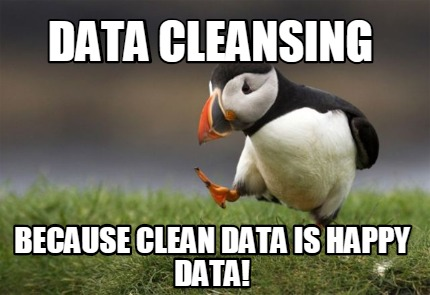 DATA CLEANSING
BECAUSE CLEAN DATA IS HAPPY
DATA!